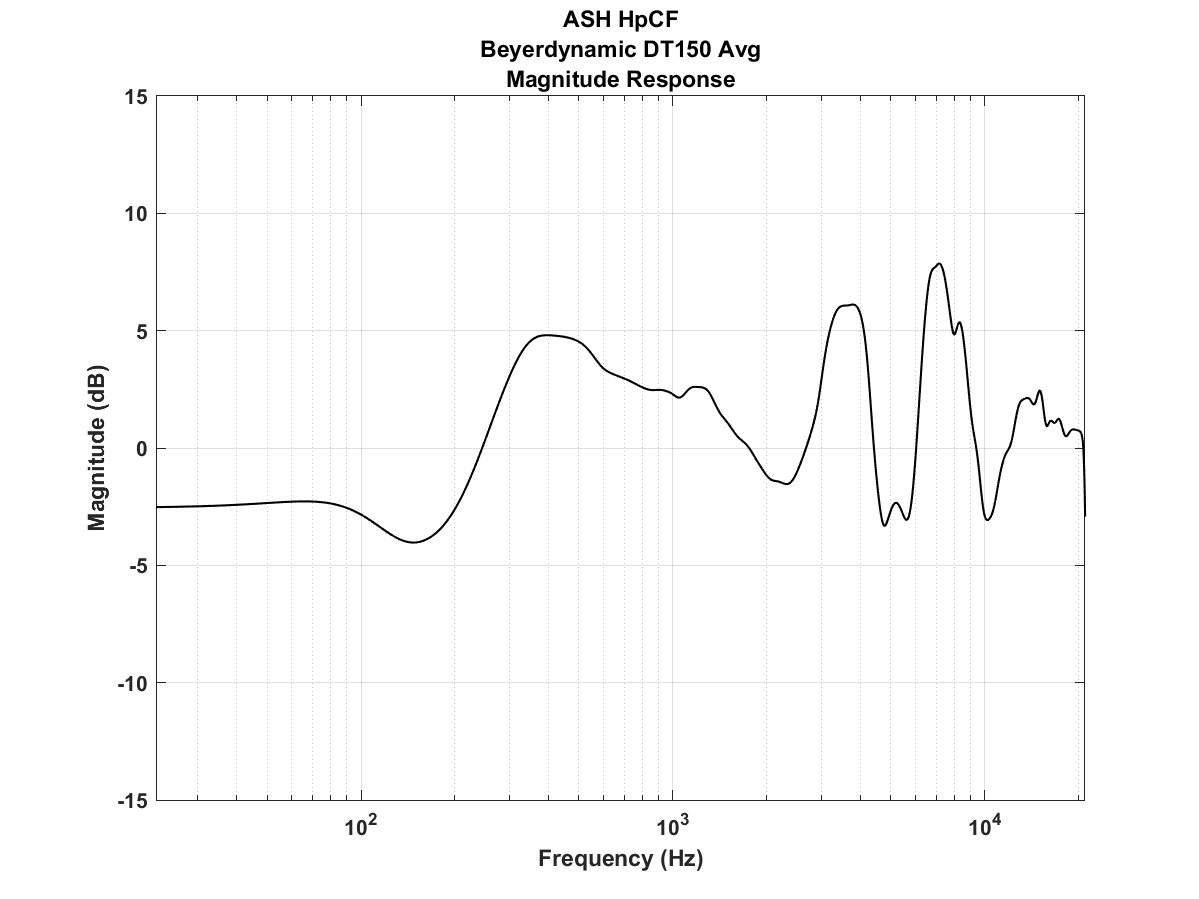 ASH HpCF
Beyerdynamic DT150 Avg
Magnitude Response
15
10
5
0
-5
-10
-15
Magnitude (dB)
10² 10³ 10⁴
Frequency (Hz)